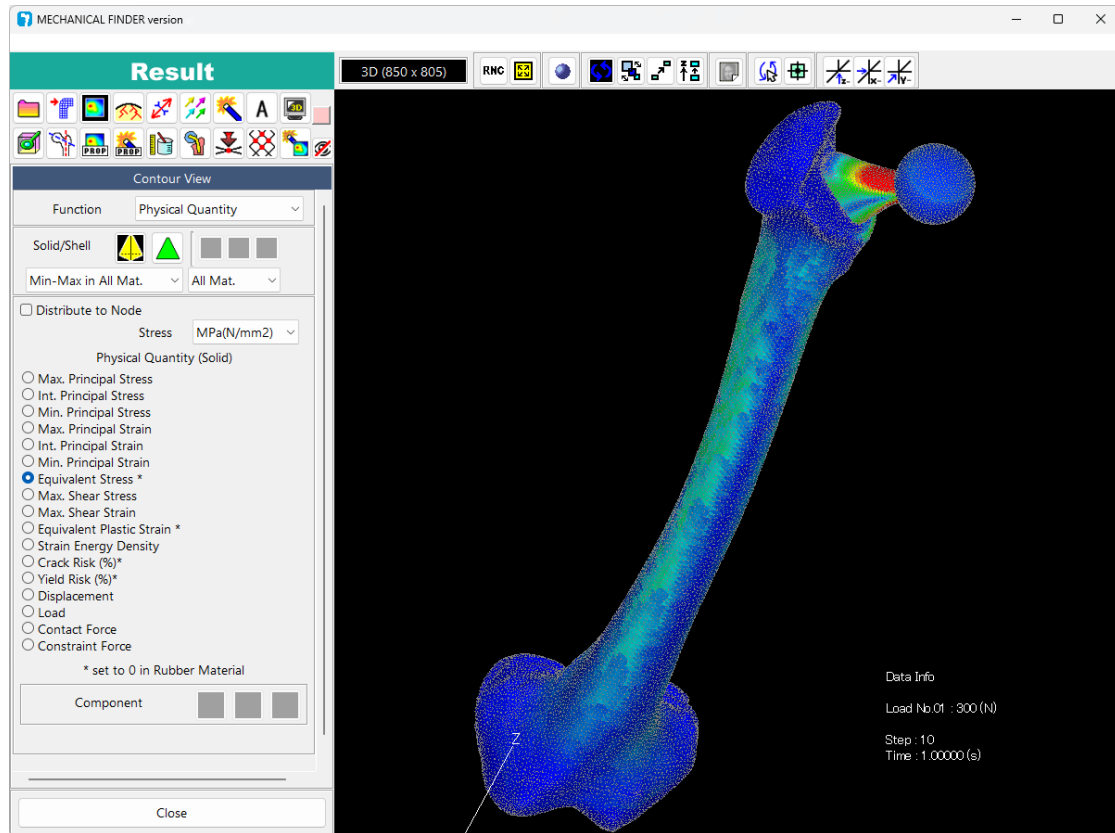 MECHANICAL FINDER version
Result
3D (850 x 805)
RNC
A
3D
PROP
PROP
Z-
X-
Y-
Contour View
Function Physical Quantity
Solid/Shell
Min-Max in All Mat. All Mat.
Distribute to Node
Stress MPa(N/mm2)
Physical Quantity (Solid)
Max. Principal Stress
Int. Principal Stress
Min. Principal Stress
Max. Principal Strain
Int. Principal Strain
Min. Principal Strain
Equivalent Stress *
Max. Shear Stress
Max. Shear Strain
Equivalent Plastic Strain *
Strain Energy Density
Crack Risk (%)*
Yield Risk (%)*
Displacement
Load
Contact Force
Constraint Force
* set to 0 in Rubber Material
Component
Close
Z
Data Info
Load No.01 : 300 (N)
Step : 10
Time : 1.00000 (s)